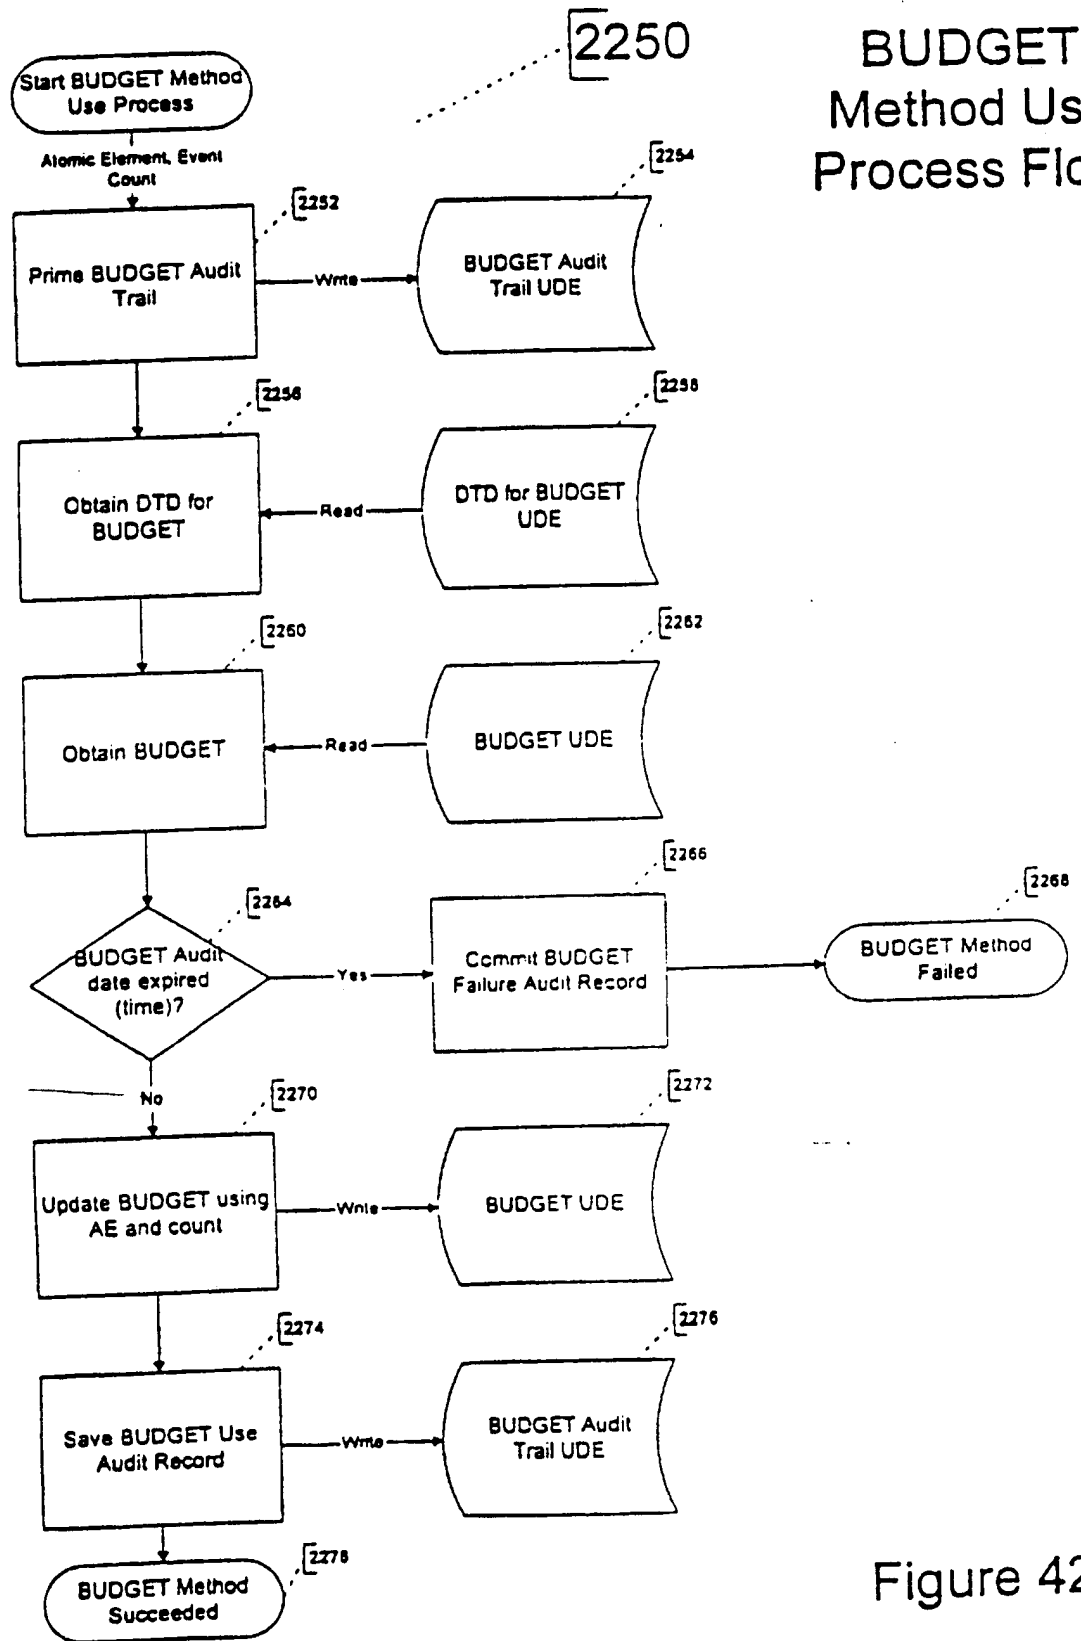 2250
BUDGET
Method Us
Process Flo
Start BUDGET Method
Use Process
Atomic Element, Event
Count
2252
2254
Prime BUDGET Audit
Trail
Write
BUDGET Audit
Trail UDE
2256
2258
Obtain DTD for
BUDGET
Read
DTD for BUDGET
UDE
2260
2262
Obtain BUDGET
Read
BUDGET UDE
2264
2266
2268
BUDGET Audit
date expired
(time)?
Yes
Commit BUDGET
Failure Audit Record
BUDGET Method
Failed
No
2270
2272
Update BUDGET using
AE and count
Write
BUDGET UDE
2274
2276
Save BUDGET Use
Audit Record
Write
BUDGET Audit
Trail UDE
2278
BUDGET Method
Succeeded
Figure 42